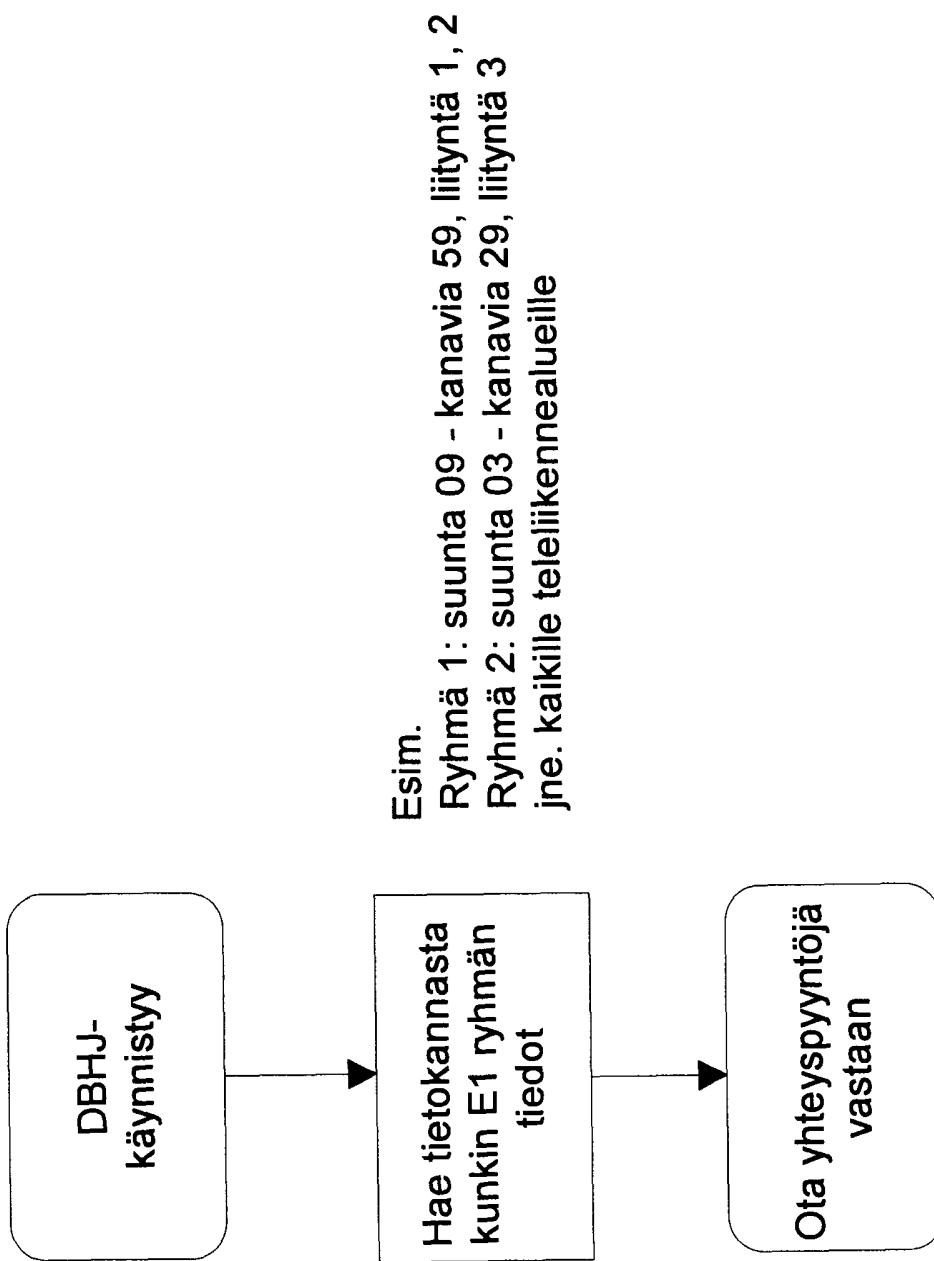 DBHJ-
käynnistyy
Hae tietokannasta
kunkin E1 ryhmän
tiedot
Ota yhteyspyyntöjä
vastaan
Esim.
Ryhmä 1: suunta 09 - kanavia 59, liityntä 1, 2
Ryhmä 2: suunta 03 - kanavia 29, liityntä 3
jne. kaikille teleliikennealueille